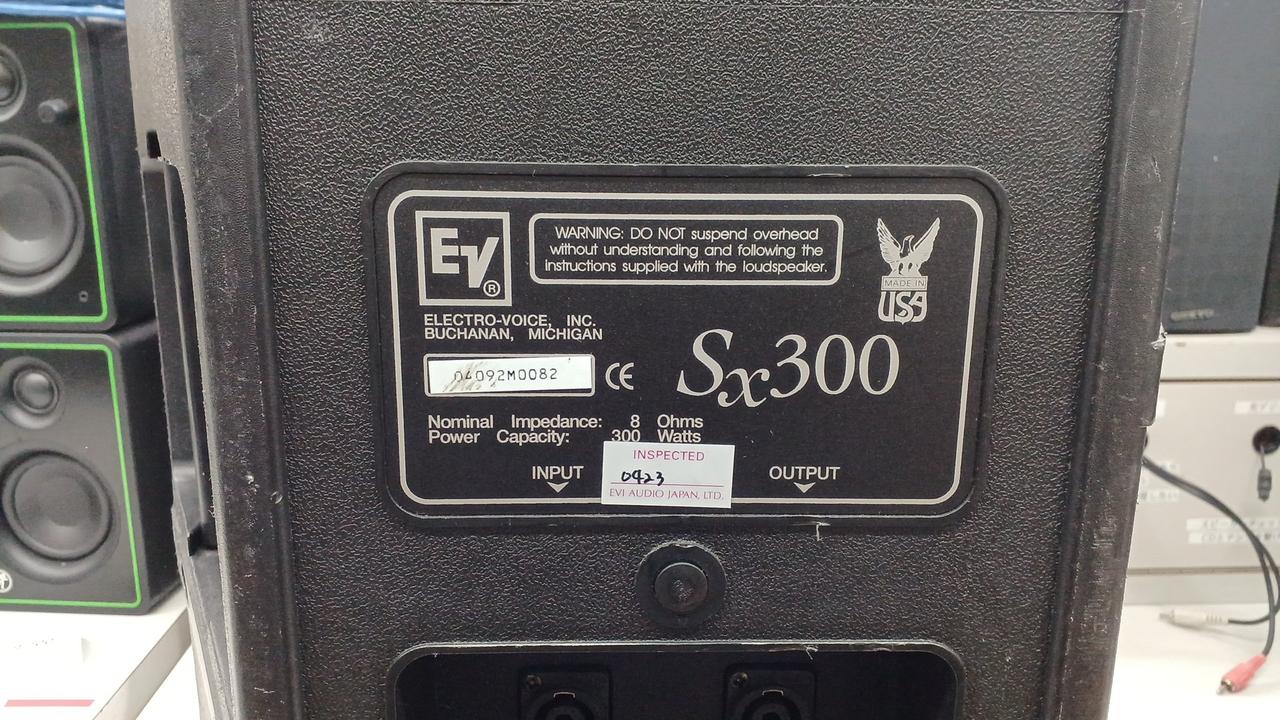 EV®
WARNING: DO NOT suspend overhead
without understanding and following the
instructions supplied with the loudspeaker.
MADE IN
USA
ELECTRO-VOICE, INC.
BUCHANAN, MICHIGAN
04092M0082
CE
Sx300
Nominal Impedance: 8 Ohms
Power Capacity: 300 Watts
INPUT
OUTPUT
INSPECTED
0423
EVI AUDIO JAPAN, LTD.
ONKYO